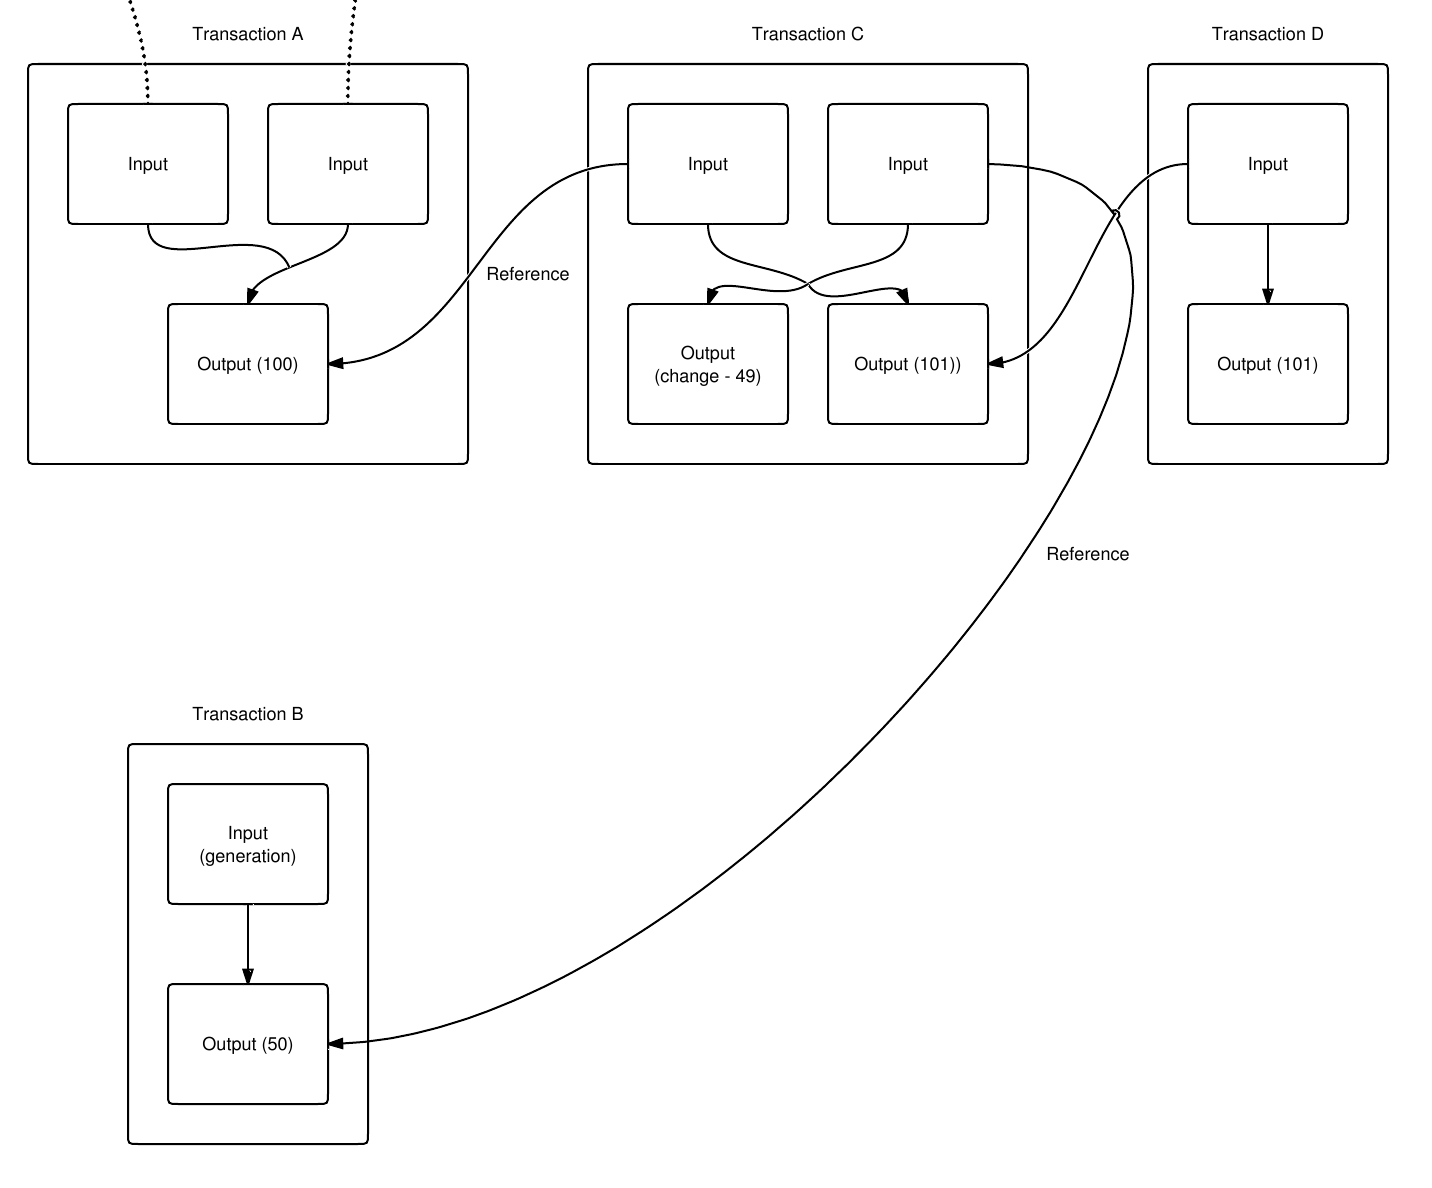 Transaction A
Transaction C
Transaction D
Input
Input
Input
Input
Input
Reference
Output (100)
Output
(change - 49)
Output (101))
Output (101)
Reference
Transaction B
Input
(generation)
Output (50)